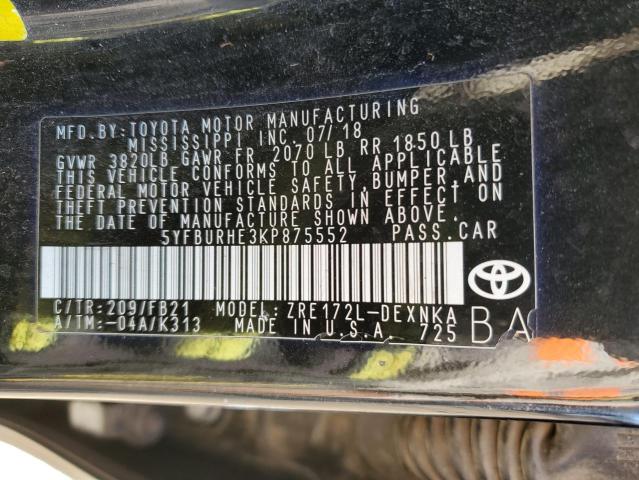 MFD.BY:TOYOTA MOTOR MANUFACTURING
MISSISSIPPI INC 07/18
GVWR 3820LB GAWR FR 2070 LB RR 1850 LB
THIS VEHICLE CONFORMS TO ALL APPLICABLE
FEDERAL MOTOR VEHICLE SAFETY, BUMPER, AND
THEFT PREVENTION STANDARDS IN EFFECT ON
THE DATE OF MANUFACTURE SHOWN ABOVE.
5YFBURHE3KP875552 PASS.CAR
C/TR:209/FB21 MODEL:ZRE172L-DEXNKA
A/TM:-04A/K313 MADE IN U.S.A. 725
BA